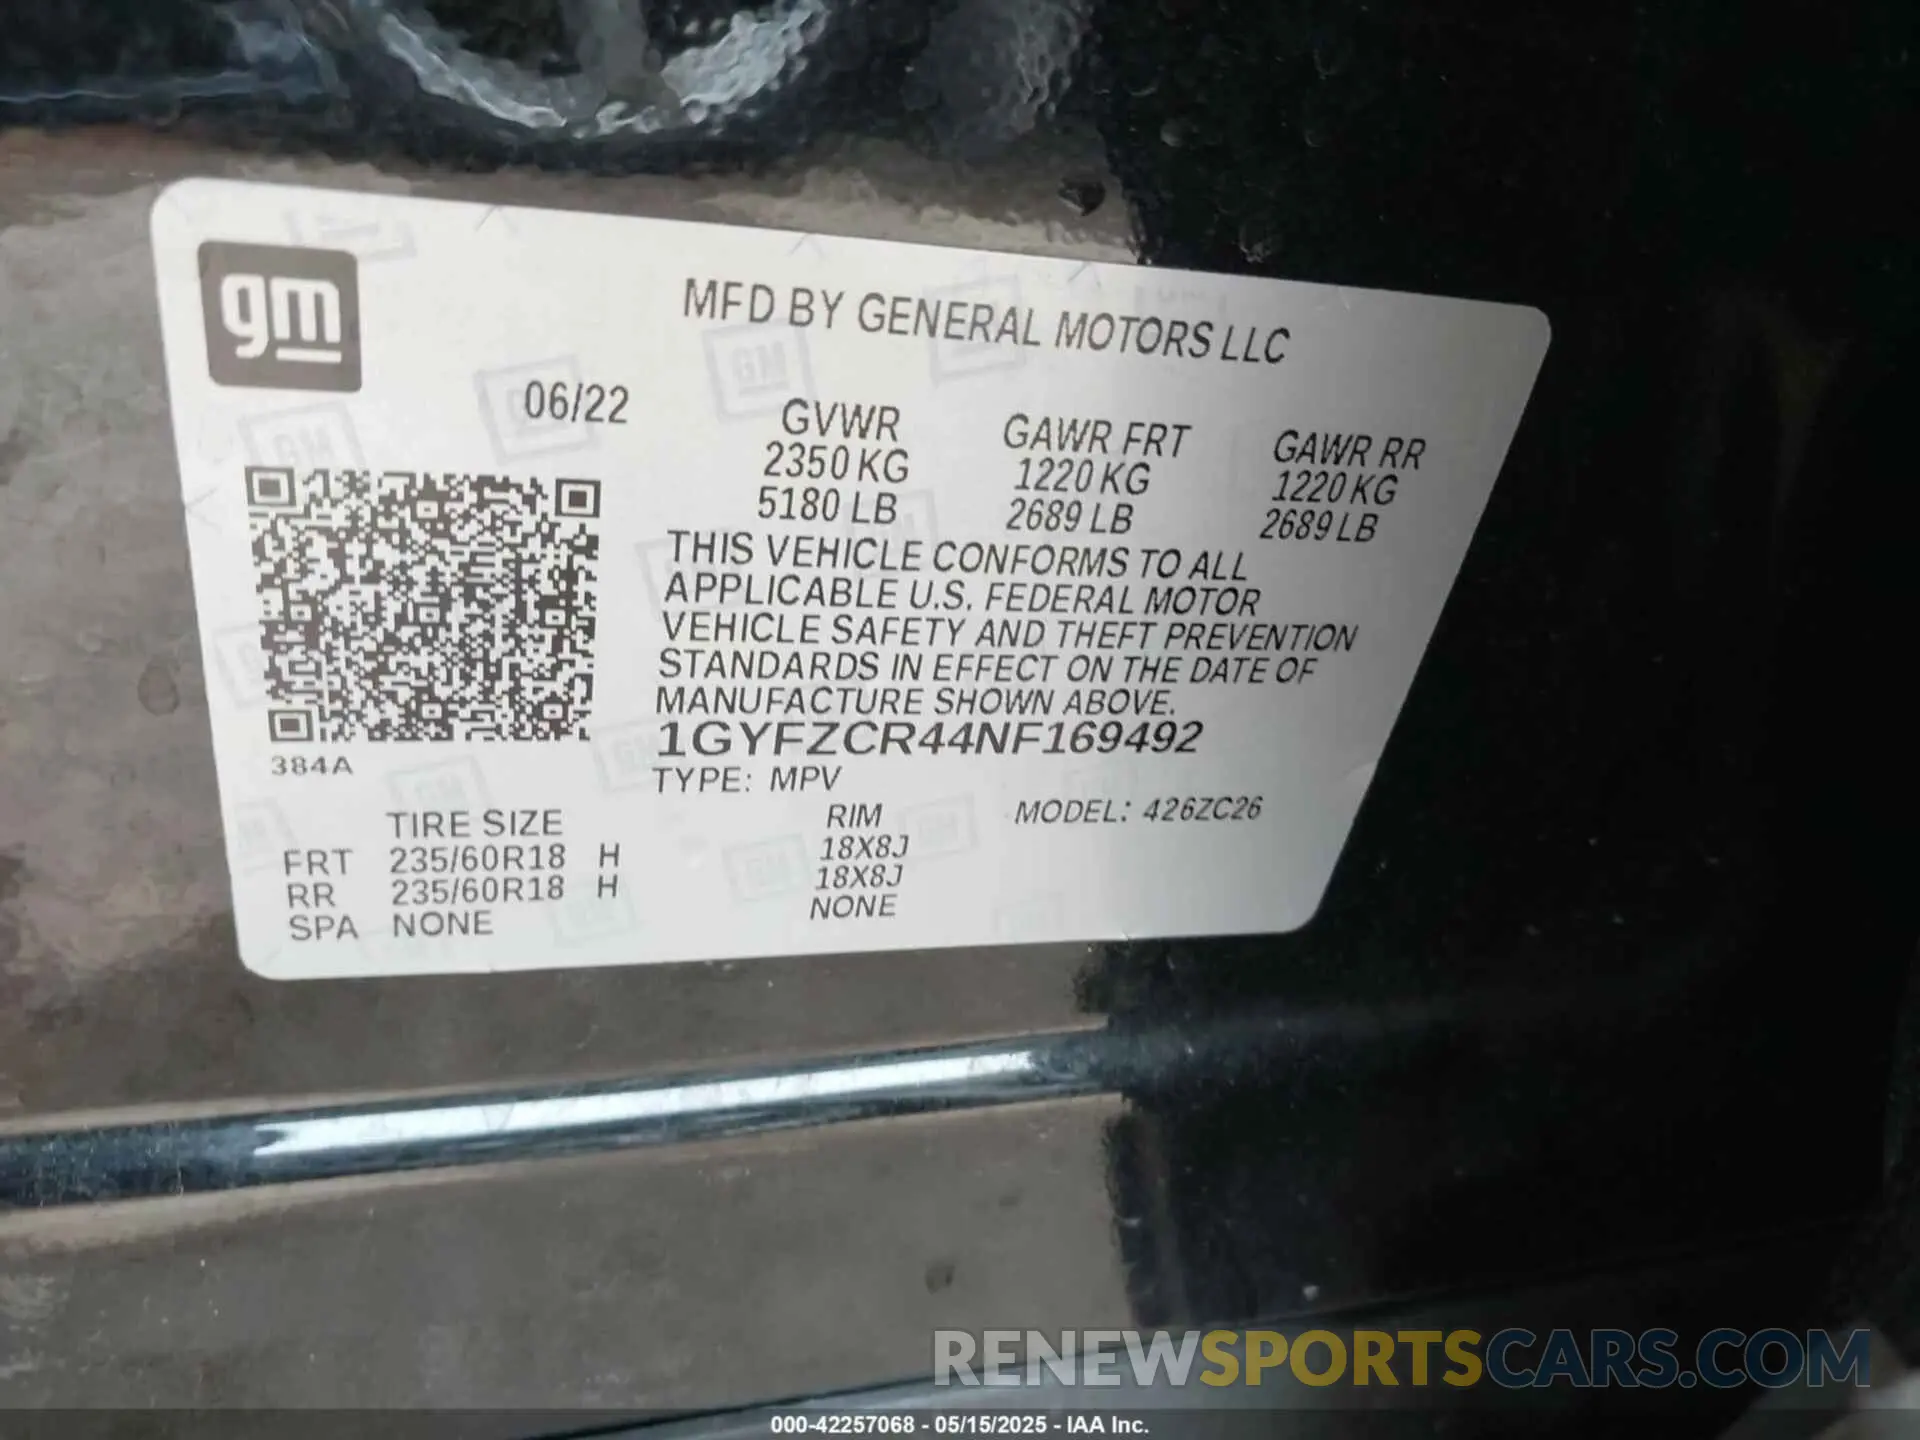 gm
MFD BY GENERAL MOTORS LLC
06/22
GVWR GAWR FRT GAWR RR
2350 KG 1220 KG 1220 KG
5180 LB 2689 LB 2689 LB
THIS VEHICLE CONFORMS TO ALL
APPLICABLE U.S. FEDERAL MOTOR
VEHICLE SAFETY AND THEFT PREVENTION
STANDARDS IN EFFECT ON THE DATE OF
MANUFACTURE SHOWN ABOVE.
1GYFZCR44NF169492
384A
TYPE: MPV
TIRE SIZE RIM MODEL: 426ZC26
FRT 235/60R18 H 18X8J
RR 235/60R18 H 18X8J
SPA NONE NONE
RENEWSPORTSCARS.COM
000-42257068 - 05/15/2025 - IAA Inc.